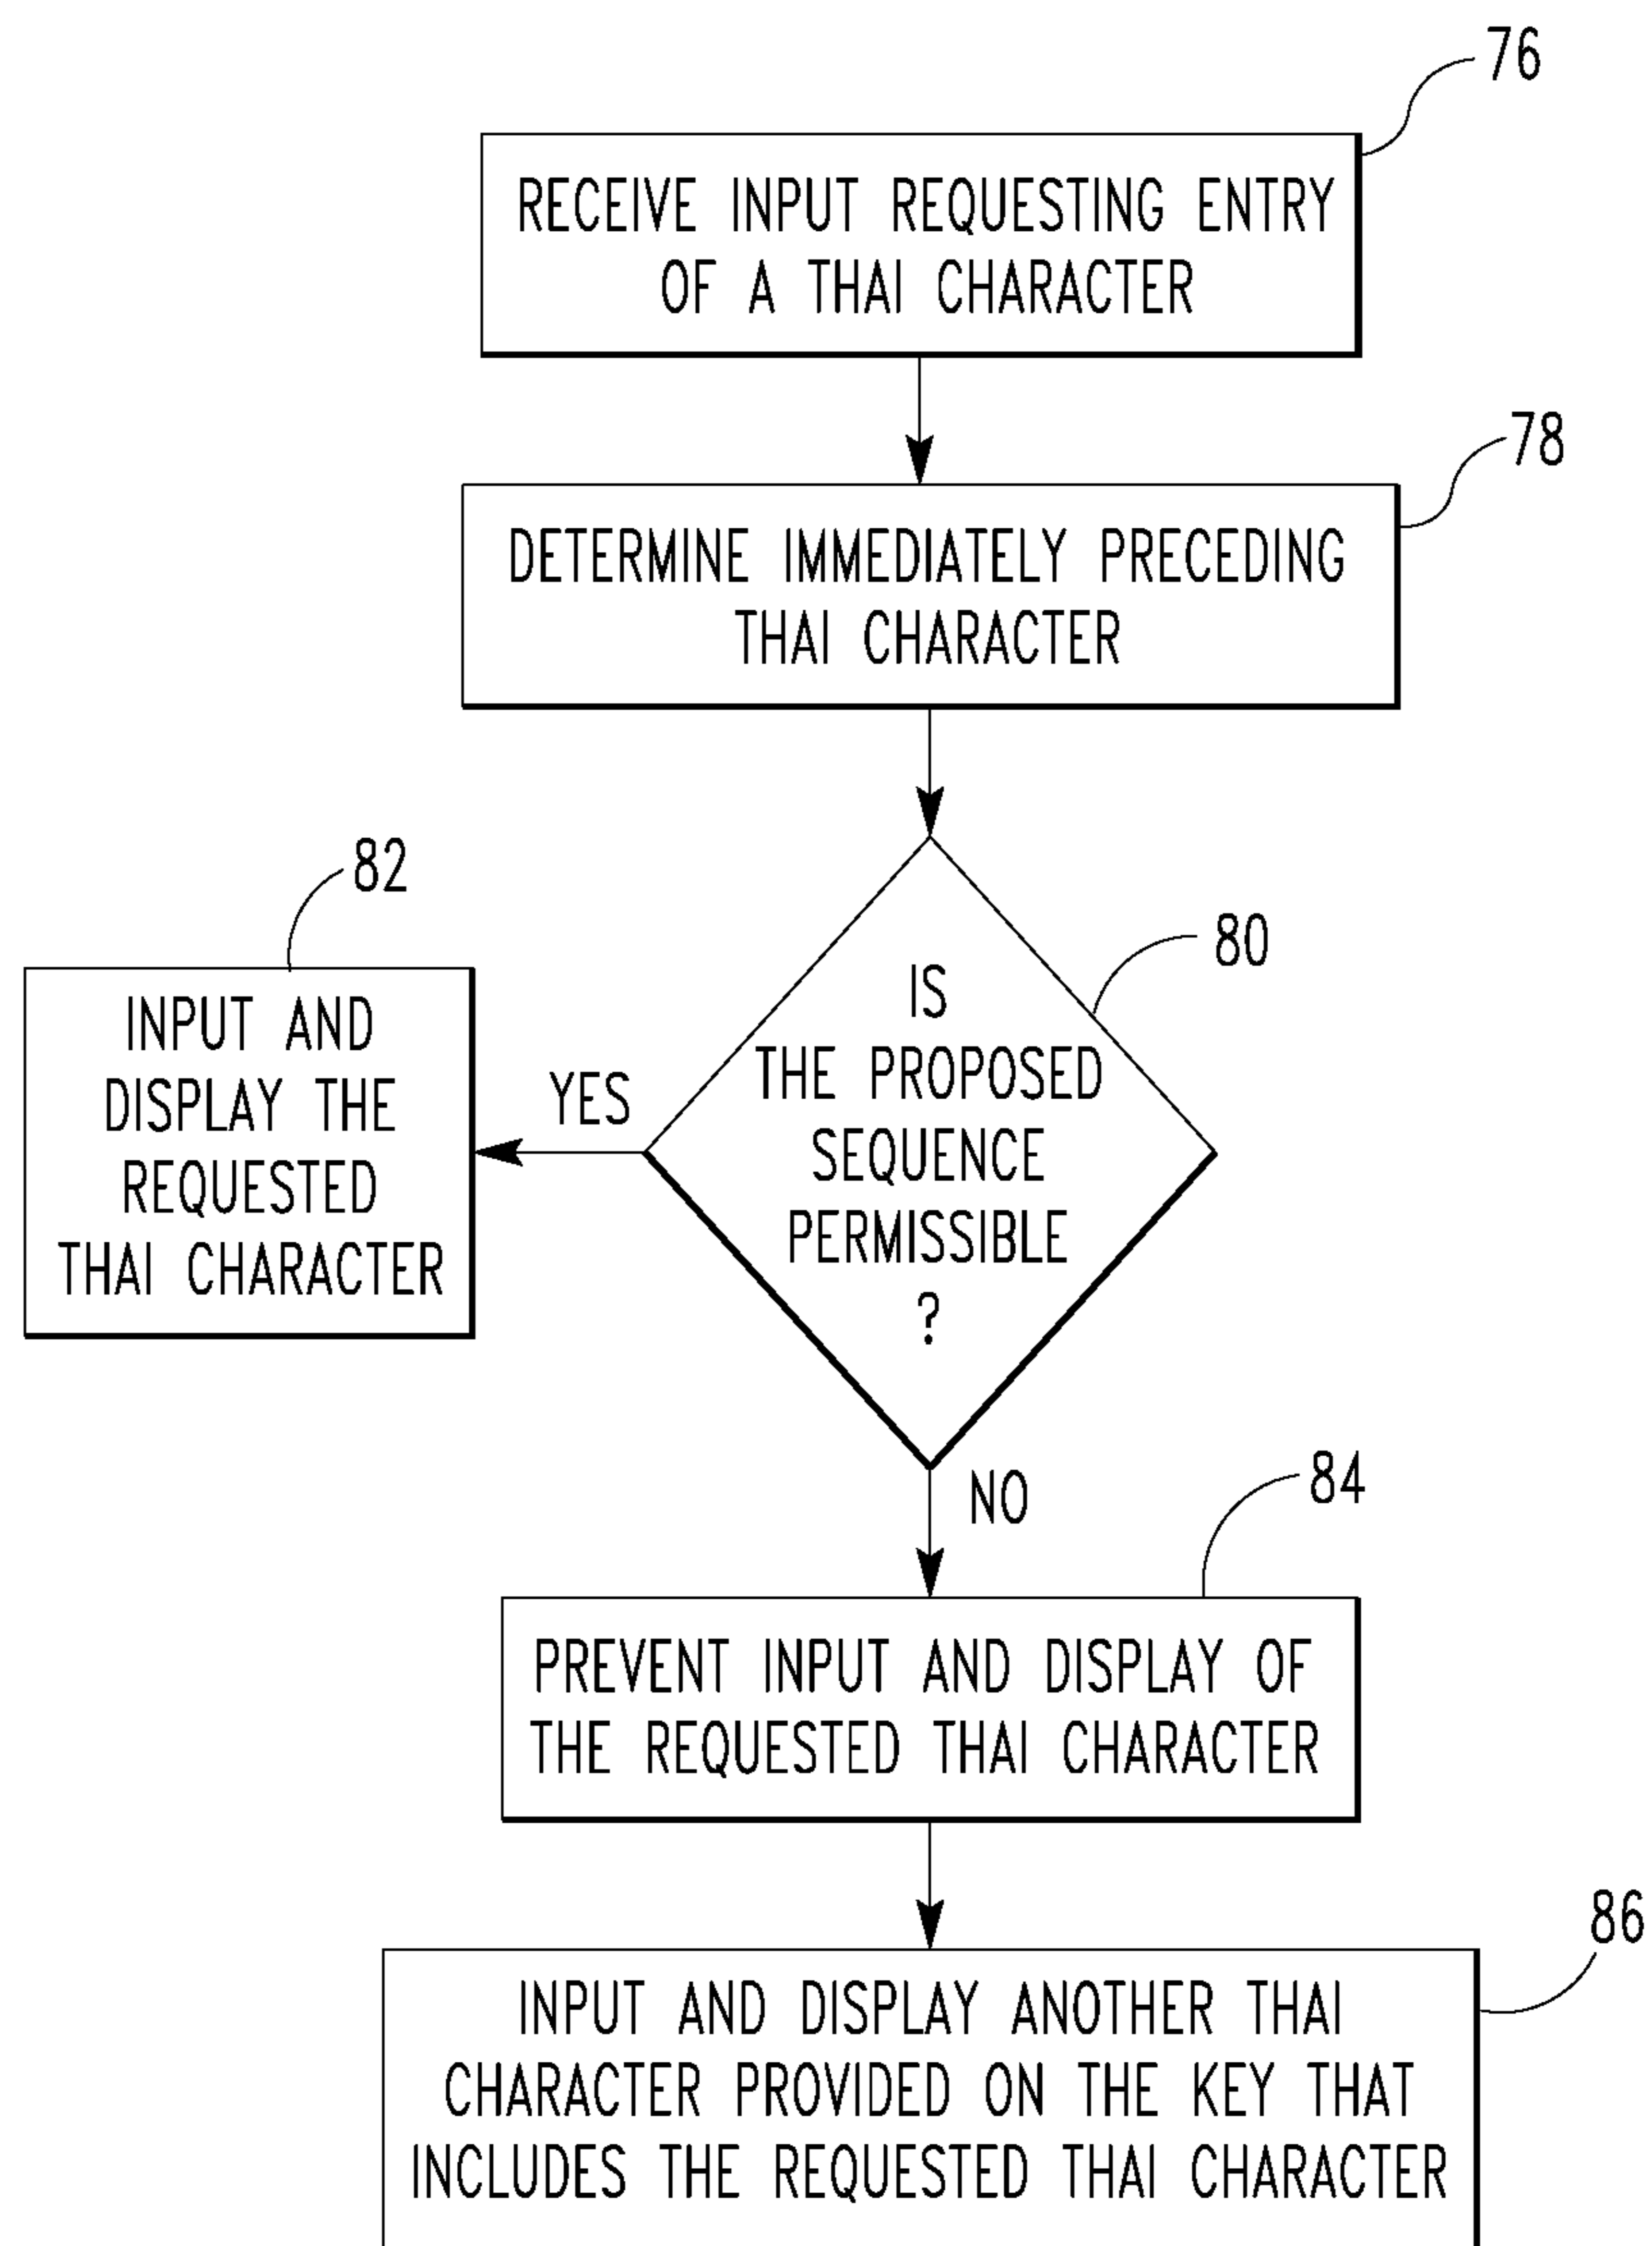 76
RECEIVE INPUT REQUESTING ENTRY
OF A THAI CHARACTER
78
DETERMINE IMMEDIATELY PRECEDING
THAI CHARACTER
82
80
INPUT AND
DISPLAY THE
REQUESTED
THAI CHARACTER
YES
IS
THE PROPOSED
SEQUENCE
PERMISSIBLE
?
NO
84
PREVENT INPUT AND DISPLAY OF
THE REQUESTED THAI CHARACTER
86
INPUT AND DISPLAY ANOTHER THAI
CHARACTER PROVIDED ON THE KEY THAT
INCLUDES THE REQUESTED THAI CHARACTER